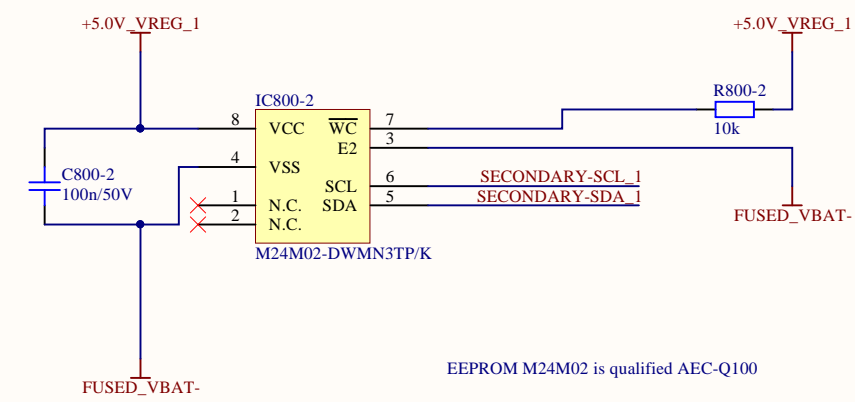 +5.0V_VREG_1
+5.0V_VREG_1
IC800-2
R800-2
10k
8 VCC
WC 7
E2 3
4 VSS
C800-2
100n/50V
SCL 6 SECONDARY-SCL_1
1 N.C.
SDA 5 SECONDARY-SDA_1
2 N.C.
FUSED_VBAT-
M24M02-DWMN3TP/K
EEPROM M24M02 is qualified AEC-Q100
FUSED_VBAT-